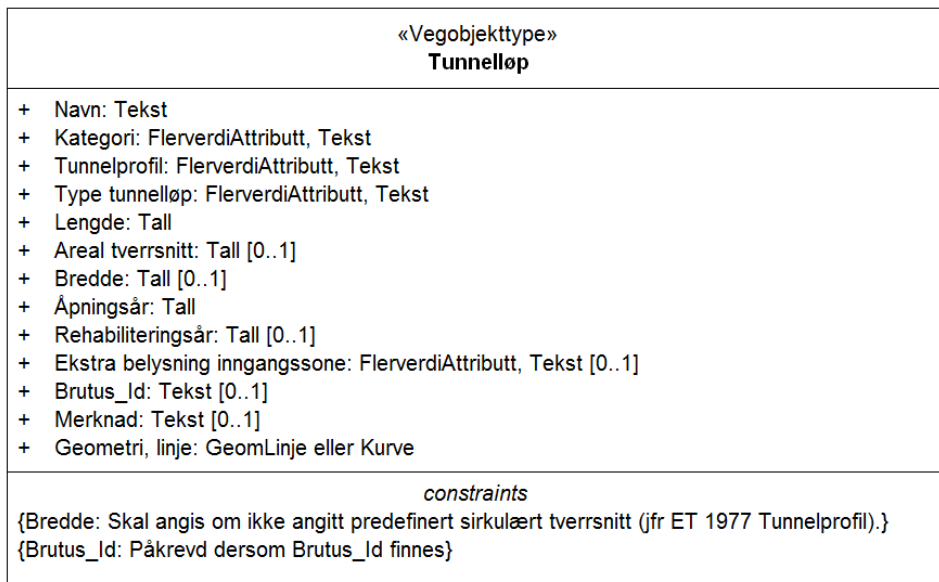 «Vegobjekttype»
Tunnelløp
+ Navn: Tekst
+ Kategori: FlerverdiAttributt, Tekst
+ Tunnelprofil: FlerverdiAttributt, Tekst
+ Type tunnelløp: FlerverdiAttributt, Tekst
+ Lengde: Tall
+ Areal tverrsnitt: Tall [0..1]
+ Bredde: Tall [0..1]
+ Åpningsår: Tall
+ Rehabiliteringsår: Tall [0..1]
+ Ekstra belysning inngangssone: FlerverdiAttributt, Tekst [0..1]
+ Brutus_Id: Tekst [0..1]
+ Merknad: Tekst [0..1]
+ Geometri, linje: GeomLinje eller Kurve
constraints
{Bredde: Skal angis om ikke angitt predefinert sirkulært tverrsnitt (jfr ET 1977 Tunnelprofil).}
{Brutus_Id: Påkrevd dersom Brutus_Id finnes}